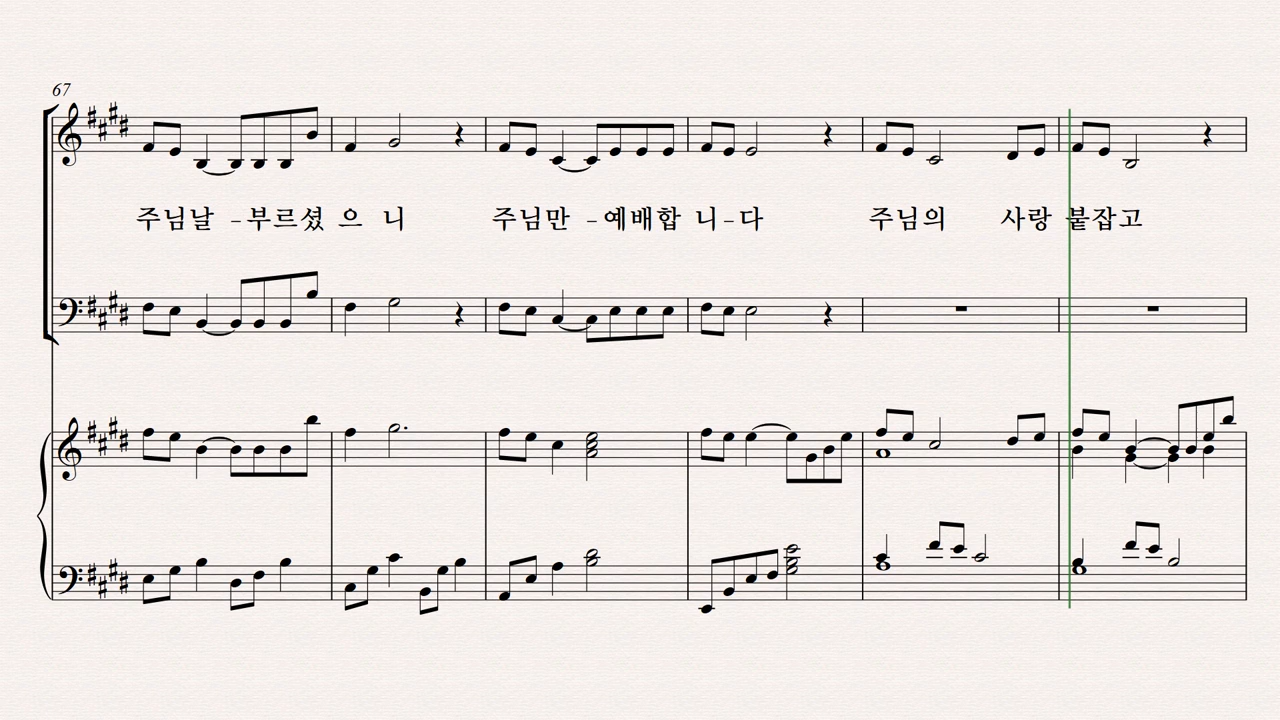 67
주님날 - 부르셨 으 니 주님만 - 예배합 니 - 다 주님의 사랑 붙잡고